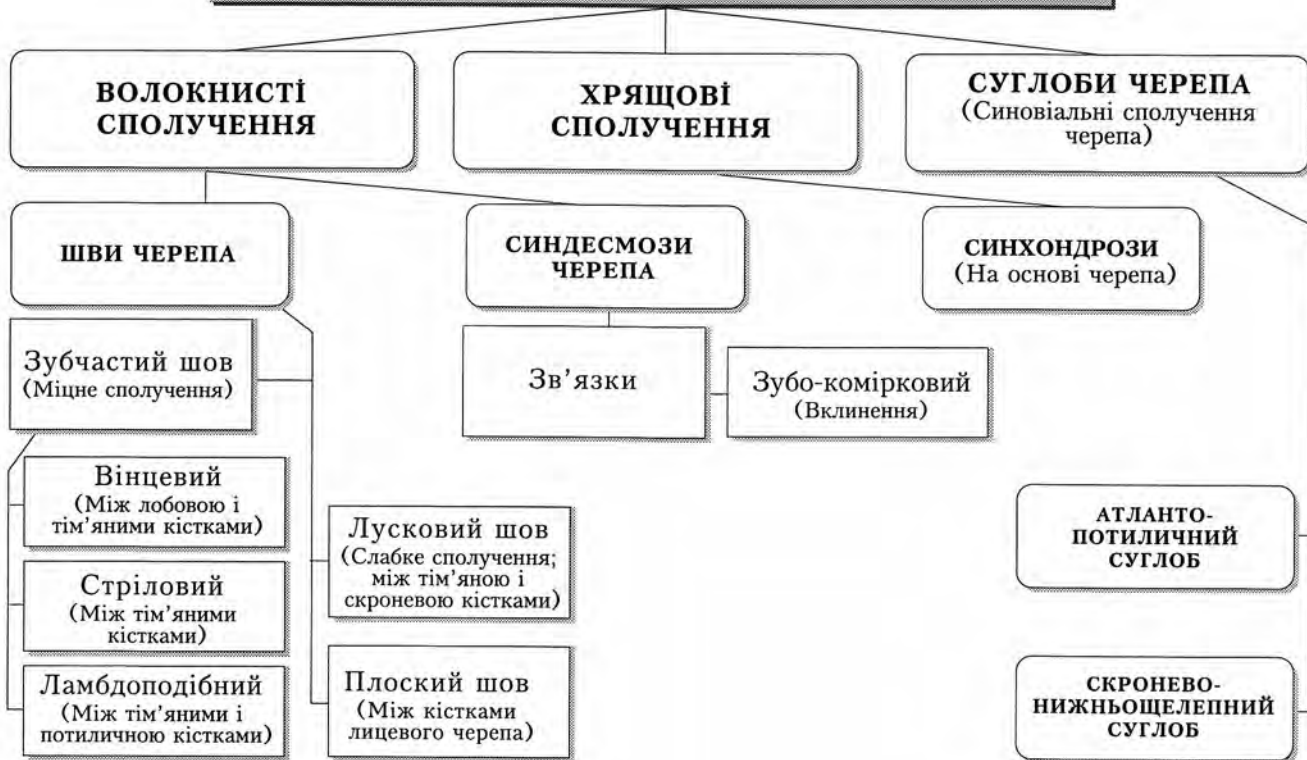 ВОЛОКНИСТІ
СПОЛУЧЕННЯ
ХРЯЩОВІ
СПОЛУЧЕННЯ
СУГЛОБИ ЧЕРЕПА
(Синовіальні сполучення
черепа)
ШВИ ЧЕРЕПА
СИНДЕСМОЗИ
ЧЕРЕПА
СИНХОНДРОЗИ
(На основі черепа)
Зубчастий шов
(Міцне сполучення)
Зв’язки
Зубо-комірковий
(Вклинення)
Вінцевий
(Між лобовою і
тім’яними кістками)
Стріловий
(Між тім’яними
кістками)
Ламбдоподібний
(Між тім’яними і
потиличною кістками)
Лусковий шов
(Слабке сполучення;
між тім’яною і
скроневою кістками)
Плоский шов
(Між кістками
лицевого черепа)
АТЛАНТО-
ПОТИЛИЧНИЙ
СУГЛОБ
СКРОНЕВО-
НИЖНЬОЩЕЛЕПНИЙ
СУГЛОБ